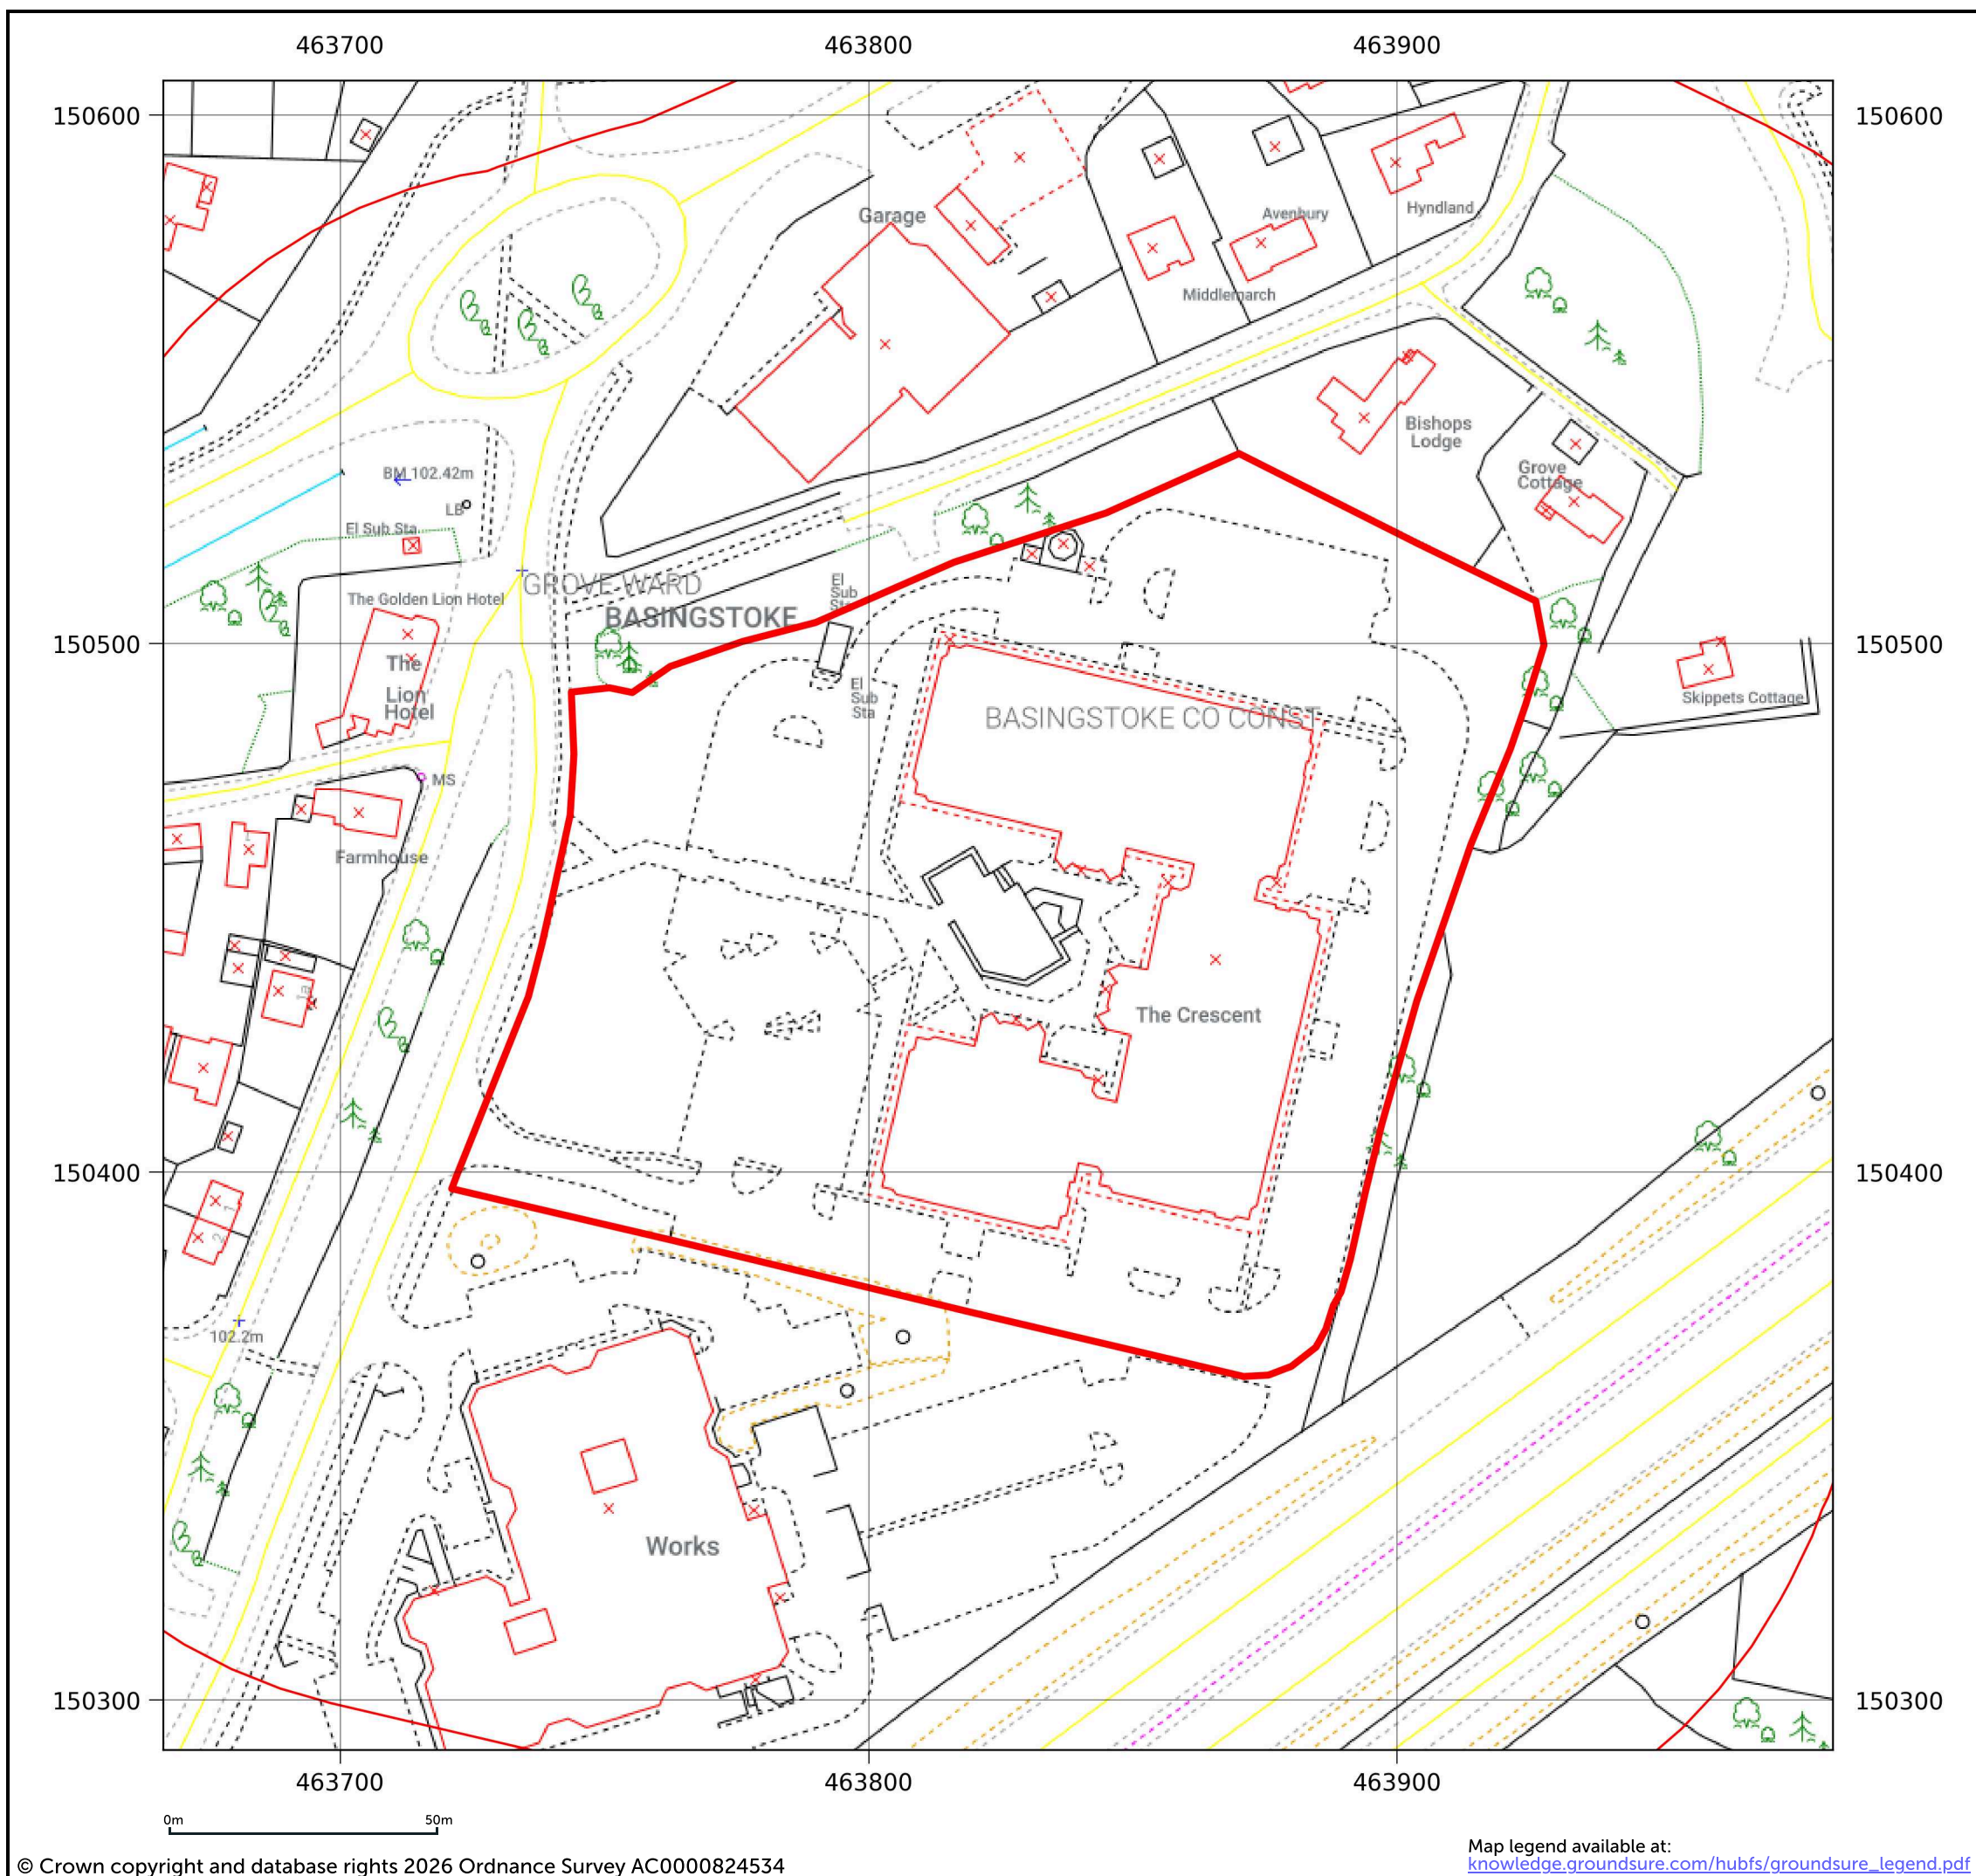 463700 463800 463900
150600 150600
Garage
Avenbury
Hyndland
Middlemarch
Bishops
Lodge
BM 102.42m
LB
Grove
Cottage
El Sub Sta
GROVE WARD
El
Sub
Sta
The Golden Lion Hotel
BASINGSTOKE
150500 150500
The
Lion
Hotel
El
Sub
Sta
Skippets Cottage
BASINGSTOKE CO CONST
MS
Farmhouse
1a
The Crescent
150400 150400
1
2
102.2m
Works
150300 150300
463700 463800 463900
0m 50m
Map legend available at:
knowledge.groundsure.com/hubfs/groundsure_legend.pdf
© Crown copyright and database rights 2026 Ordnance Survey AC0000824534